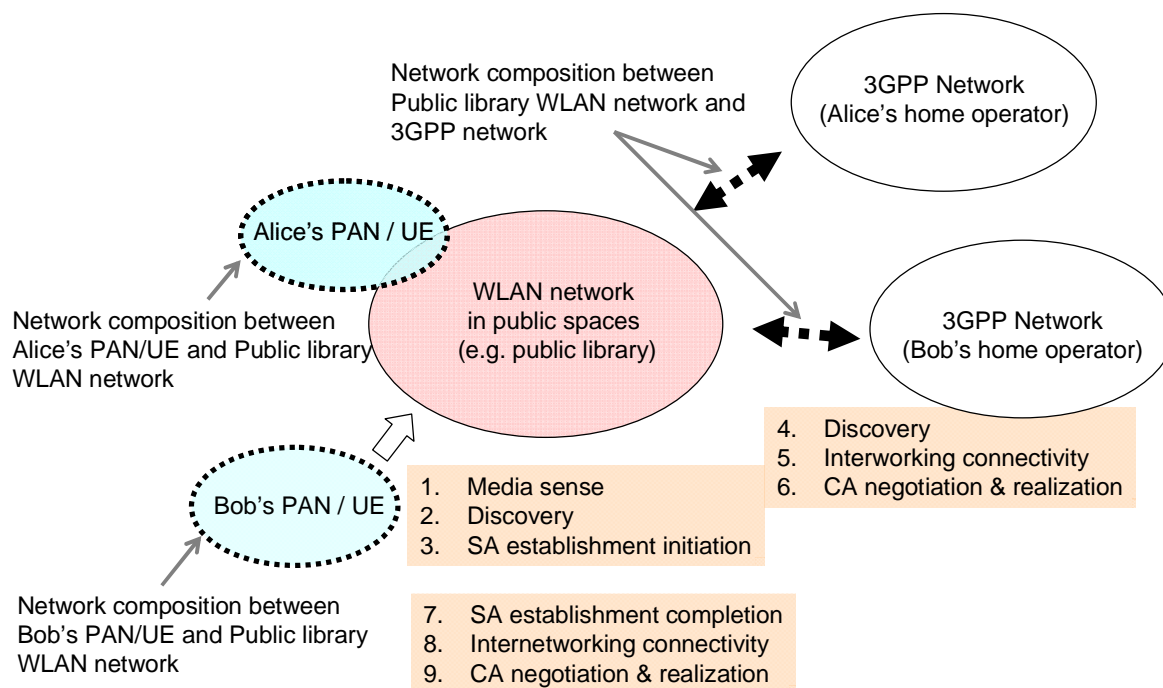 Network composition between
Public library WLAN network and
3GPP network
3GPP Network
(Alice's home operator)
Alice's PAN / UE
WLAN network
in public spaces
(e.g. public library)
Network composition between
Alice's PAN/UE and Public library
WLAN network
3GPP Network
(Bob's home operator)
4. Discovery
5. Interworking connectivity
6. CA negotiation & realization
Bob's PAN / UE
1. Media sense
2. Discovery
3. SA establishment initiation
Network composition between
Bob's PAN/UE and Public library
WLAN network
7. SA establishment completion
8. Internetworking connectivity
9. CA negotiation & realization